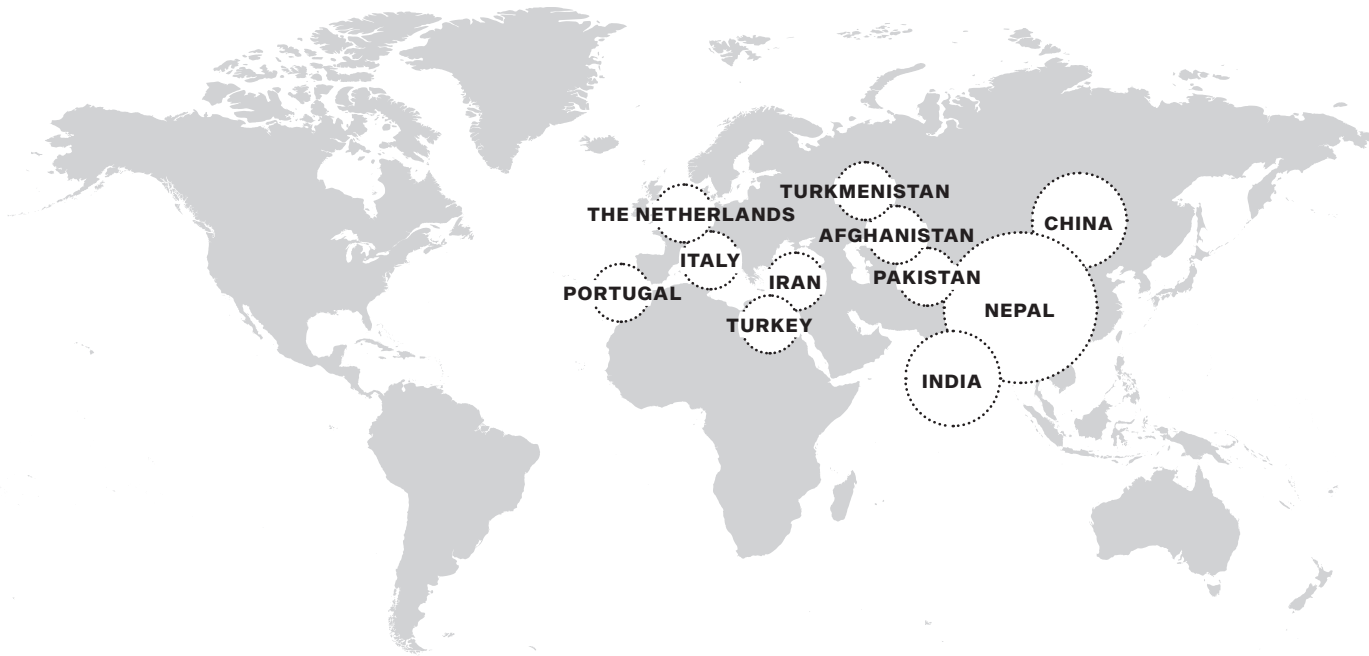 TURKMENISTAN
THE NETHERLANDS
CHINA
AFGHANISTAN
ITALY
PAKISTAN
IRAN
PORTUGAL
NEPAL
TURKEY
INDIA